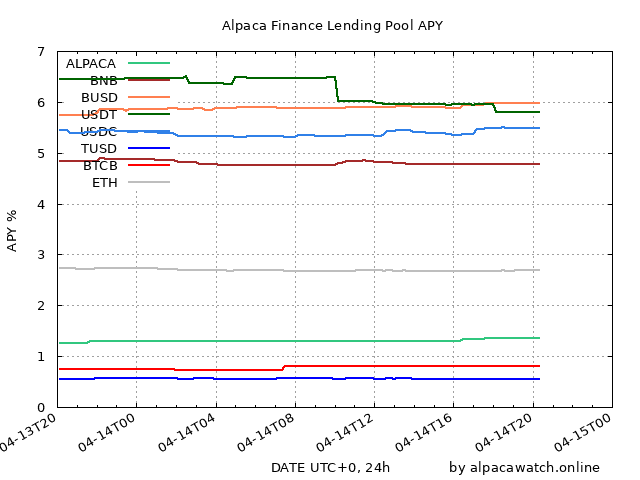 Alpaca Finance Lending Pool APY
7
6
5
4
3
2
1
0
APY %
ALPACA
BNB
BUSD
USDT
USDC
TUSD
BTCB
ETH
04-13T20
04-14T00
04-14T04
04-14T08
04-14T12
04-14T16
04-14T20
04-15T00
DATE UTC+0, 24h
by alpacawatch.online